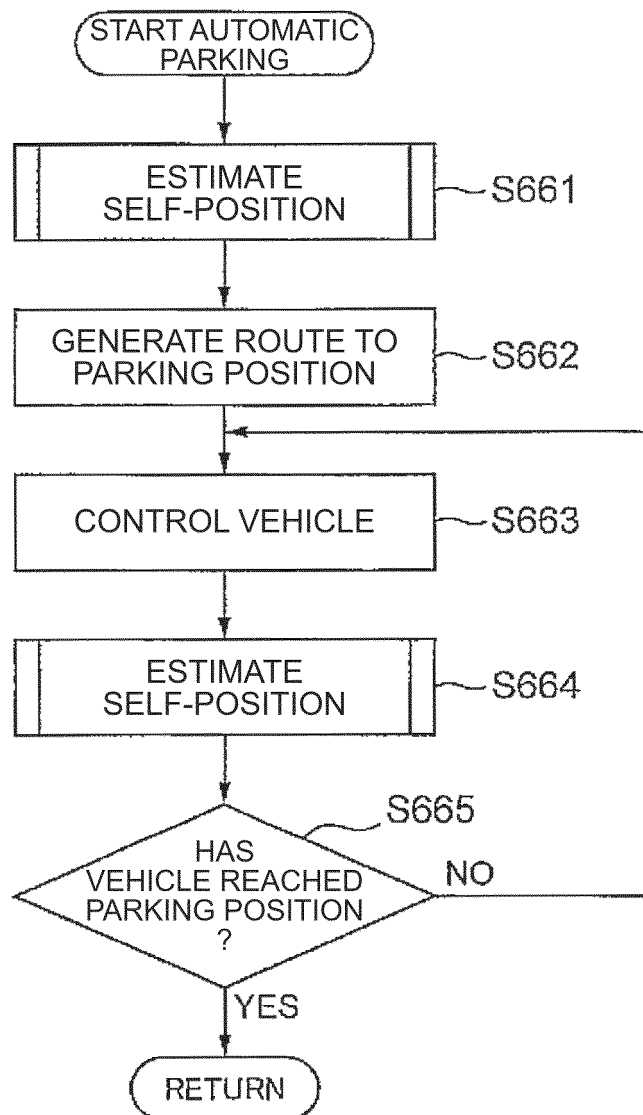 START AUTOMATIC
PARKING
ESTIMATE
SELF-POSITION
S661
GENERATE ROUTE TO
PARKING POSITION
S662
CONTROL VEHICLE
S663
ESTIMATE
SELF-POSITION
S664
S665
HAS
VEHICLE REACHED
PARKING POSITION
?
NO
YES
RETURN